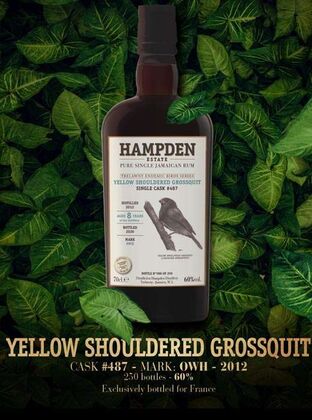 HAMPDEN
ESTATE
PURE SINGLE JAMAICAN RUM
TRELAWNY ENDEMIC BIRDS SERIES
YELLOW SHOULDERED GROSSQUIT
SINGLE CASK #487
DISTILLED
2012
AGED 8 YEARS
BOTTLED
2020
MARK
OWH
70cl e
60%vol.
YELLOW SHOULDERED GROSSQUIT
CASK #487 - MARK: OWH - 2012
250 bottles - 60%
Exclusively bottled for France